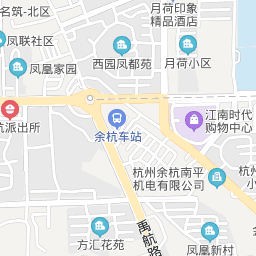 名筑-北区
月荷印象
精品酒店
凤联社区
凤凰家园
西园凤都苑
月荷小区
派出所
余杭车站
江南时代
购物中心
杭州余杭南平
机电有限公司
杭州
小
禹航路
方汇花苑
凤凰新村